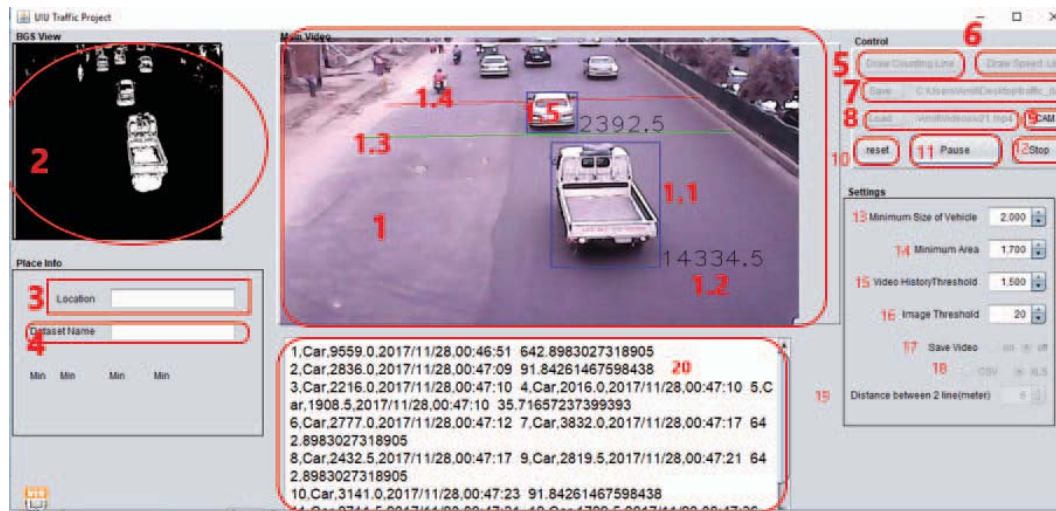 UIU Traffic Project
BGS View
Main Video
Control
6
5 Draw Counting Line
7 Save
8 Load
9 CAM
10 reset
11 Pause
12 Stop
1.4
1.5
2392.5
1.3
2
1
1.1
14334.5
1.2
Settings
13 Minimum Size of Vehicle 2.000
14 Minimum Area 1.700
15 Video HistoryThreshold 1.500
16 Image Threshold 20
17 Save Video on off
18 CSV XLS
19 Distance between 2 line(meter) 6
Place Info
3 Location
4 Dataset Name
Min Min Min Min
20
1,Car,9559.0,2017/11/28,00:46:51 642.8983027318905
2,Car,2836.0,2017/11/28,00:47:09 91.84261467598438
3,Car,2216.0,2017/11/28,00:47:10 4,Car,2016.0,2017/11/28,00:47:10 5,C
ar,1908.5,2017/11/28,00:47:10 35.71657237399393
6,Car,2777.0,2017/11/28,00:47:12 7,Car,3832.0,2017/11/28,00:47:17 64
2.8983027318905
8,Car,2432.5,2017/11/28,00:47:17 9,Car,2819.5,2017/11/28,00:47:21 64
2.8983027318905
10,Car,3141.0,2017/11/28,00:47:23 91.84261467598438